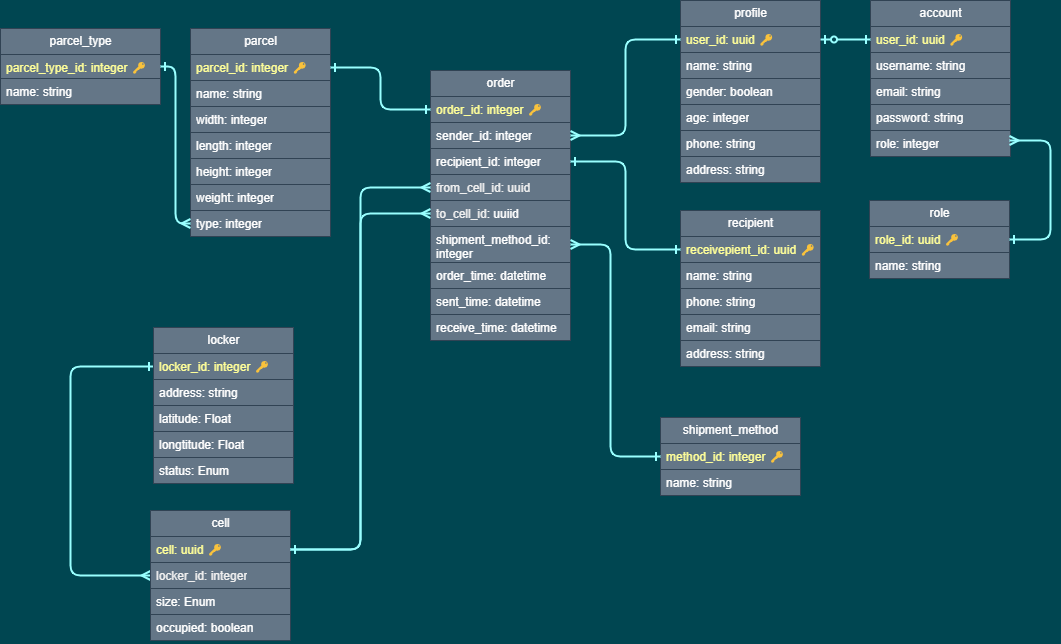 parcel_type
parcel_type_id: integer 🔑
name: string
parcel
parcel_id: integer 🔑
name: string
width: integer
length: integer
height: integer
weight: integer
type: integer
order
order_id: integer 🔑
sender_id: integer
recipient_id: integer
from_cell_id: uuid
to_cell_id: uuiid
shipment_method_id:
integer
order_time: datetime
sent_time: datetime
receive_time: datetime
profile
user_id: uuid 🔑
name: string
gender: boolean
age: integer
phone: string
address: string
account
user_id: uuid 🔑
username: string
email: string
password: string
role: integer
recipient
receivepient_id: uuid 🔑
name: string
phone: string
email: string
address: string
role
role_id: uuid 🔑
name: string
locker
locker_id: integer 🔑
address: string
latitude: Float
longtitude: Float
status: Enum
shipment_method
method_id: integer 🔑
name: string
cell
cell: uuid 🔑
locker_id: integer
size: Enum
occupied: boolean